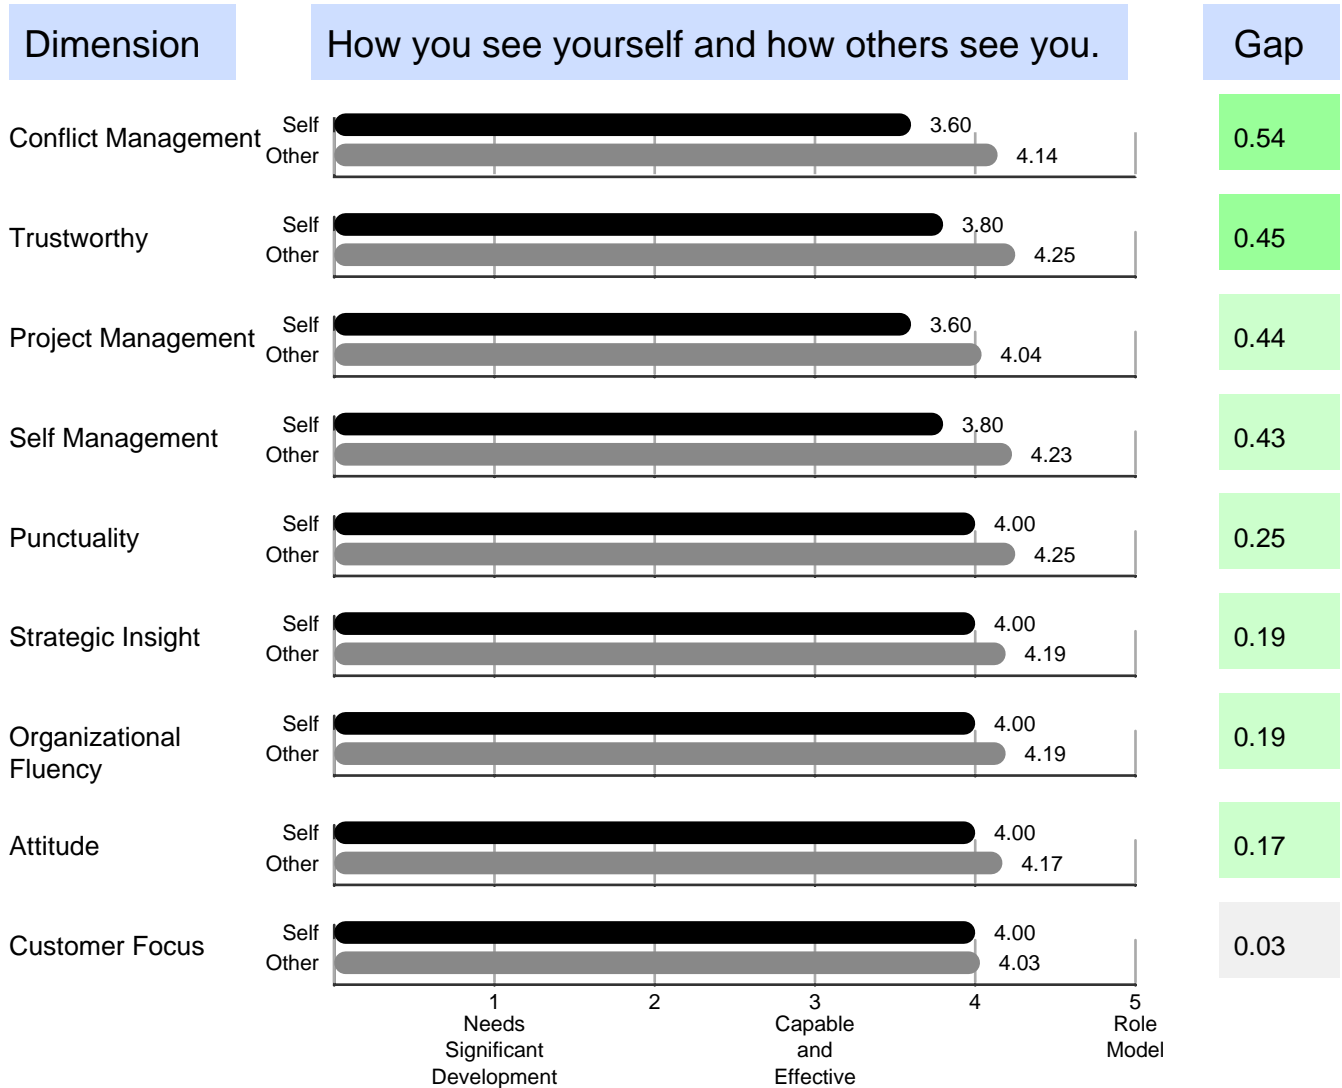 Dimension
How you see yourself and how others see you.
Gap
Conflict Management
Self
3.60
Other
4.14
0.54
Trustworthy
Self
3.80
Other
4.25
0.45
Project Management
Self
3.60
Other
4.04
0.44
Self Management
Self
3.80
Other
4.23
0.43
Punctuality
Self
4.00
Other
4.25
0.25
Strategic Insight
Self
4.00
Other
4.19
0.19
Organizational
Fluency
Self
4.00
Other
4.19
0.19
Attitude
Self
4.00
Other
4.17
0.17
Customer Focus
Self
4.00
Other
4.03
0.03
1
Needs
Significant
Development
2
3
Capable
and
Effective
4
5
Role
Model